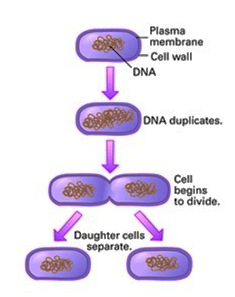 Plasma
membrane
Cell wall
DNA
DNA duplicates.
Cell
begins
to divide.
Daughter cells
separate.